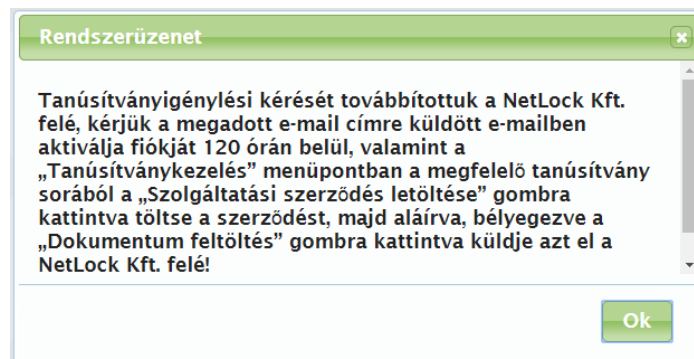 Rendszerüzenet
Tanúsítványigénylési kérését továbbítottuk a NetLock Kft.
felé, kérjük a megadott e-mail címre küldött e-mailben
aktiválja fiókját 120 órán belül, valamint a
„Tanúsítványkezelés” menüpontban a megfelelő tanúsítvány
sorából a „Szolgáltatási szerződés letöltése” gombra
kattintva töltse a szerződést, majd aláírva, bélyegezve a
„Dokumentum feltöltés” gombra kattintva küldje azt el a
NetLock Kft. felé!
Ok